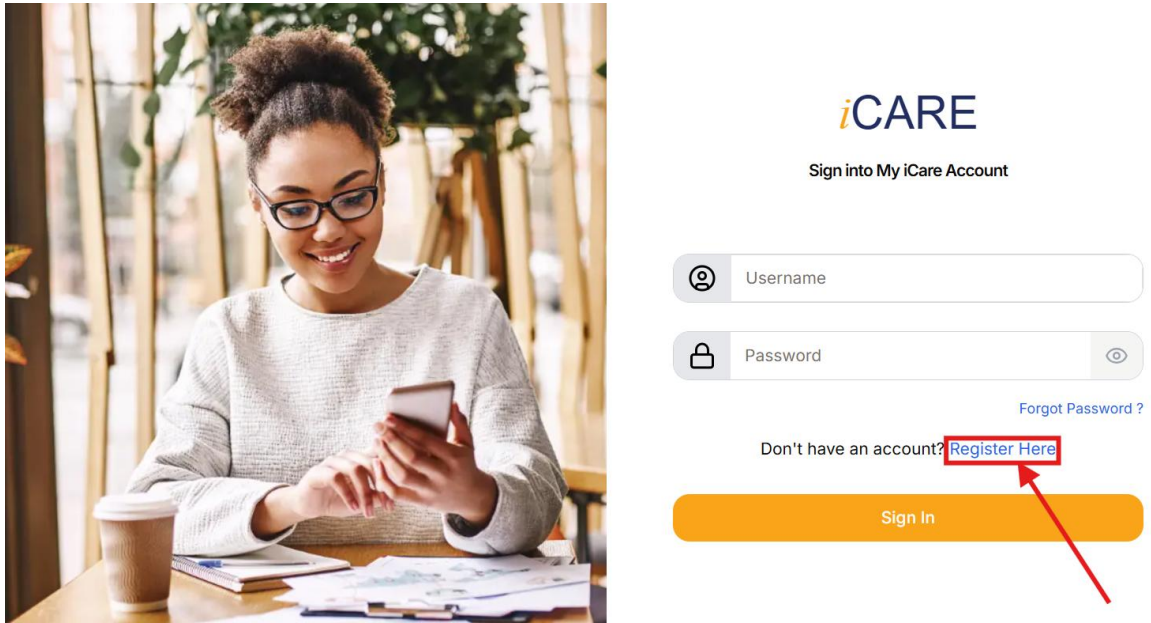 iCARE
Sign into My iCare Account
Username
Password
Forgot Password ?
Don't have an account? Register Here
Sign In